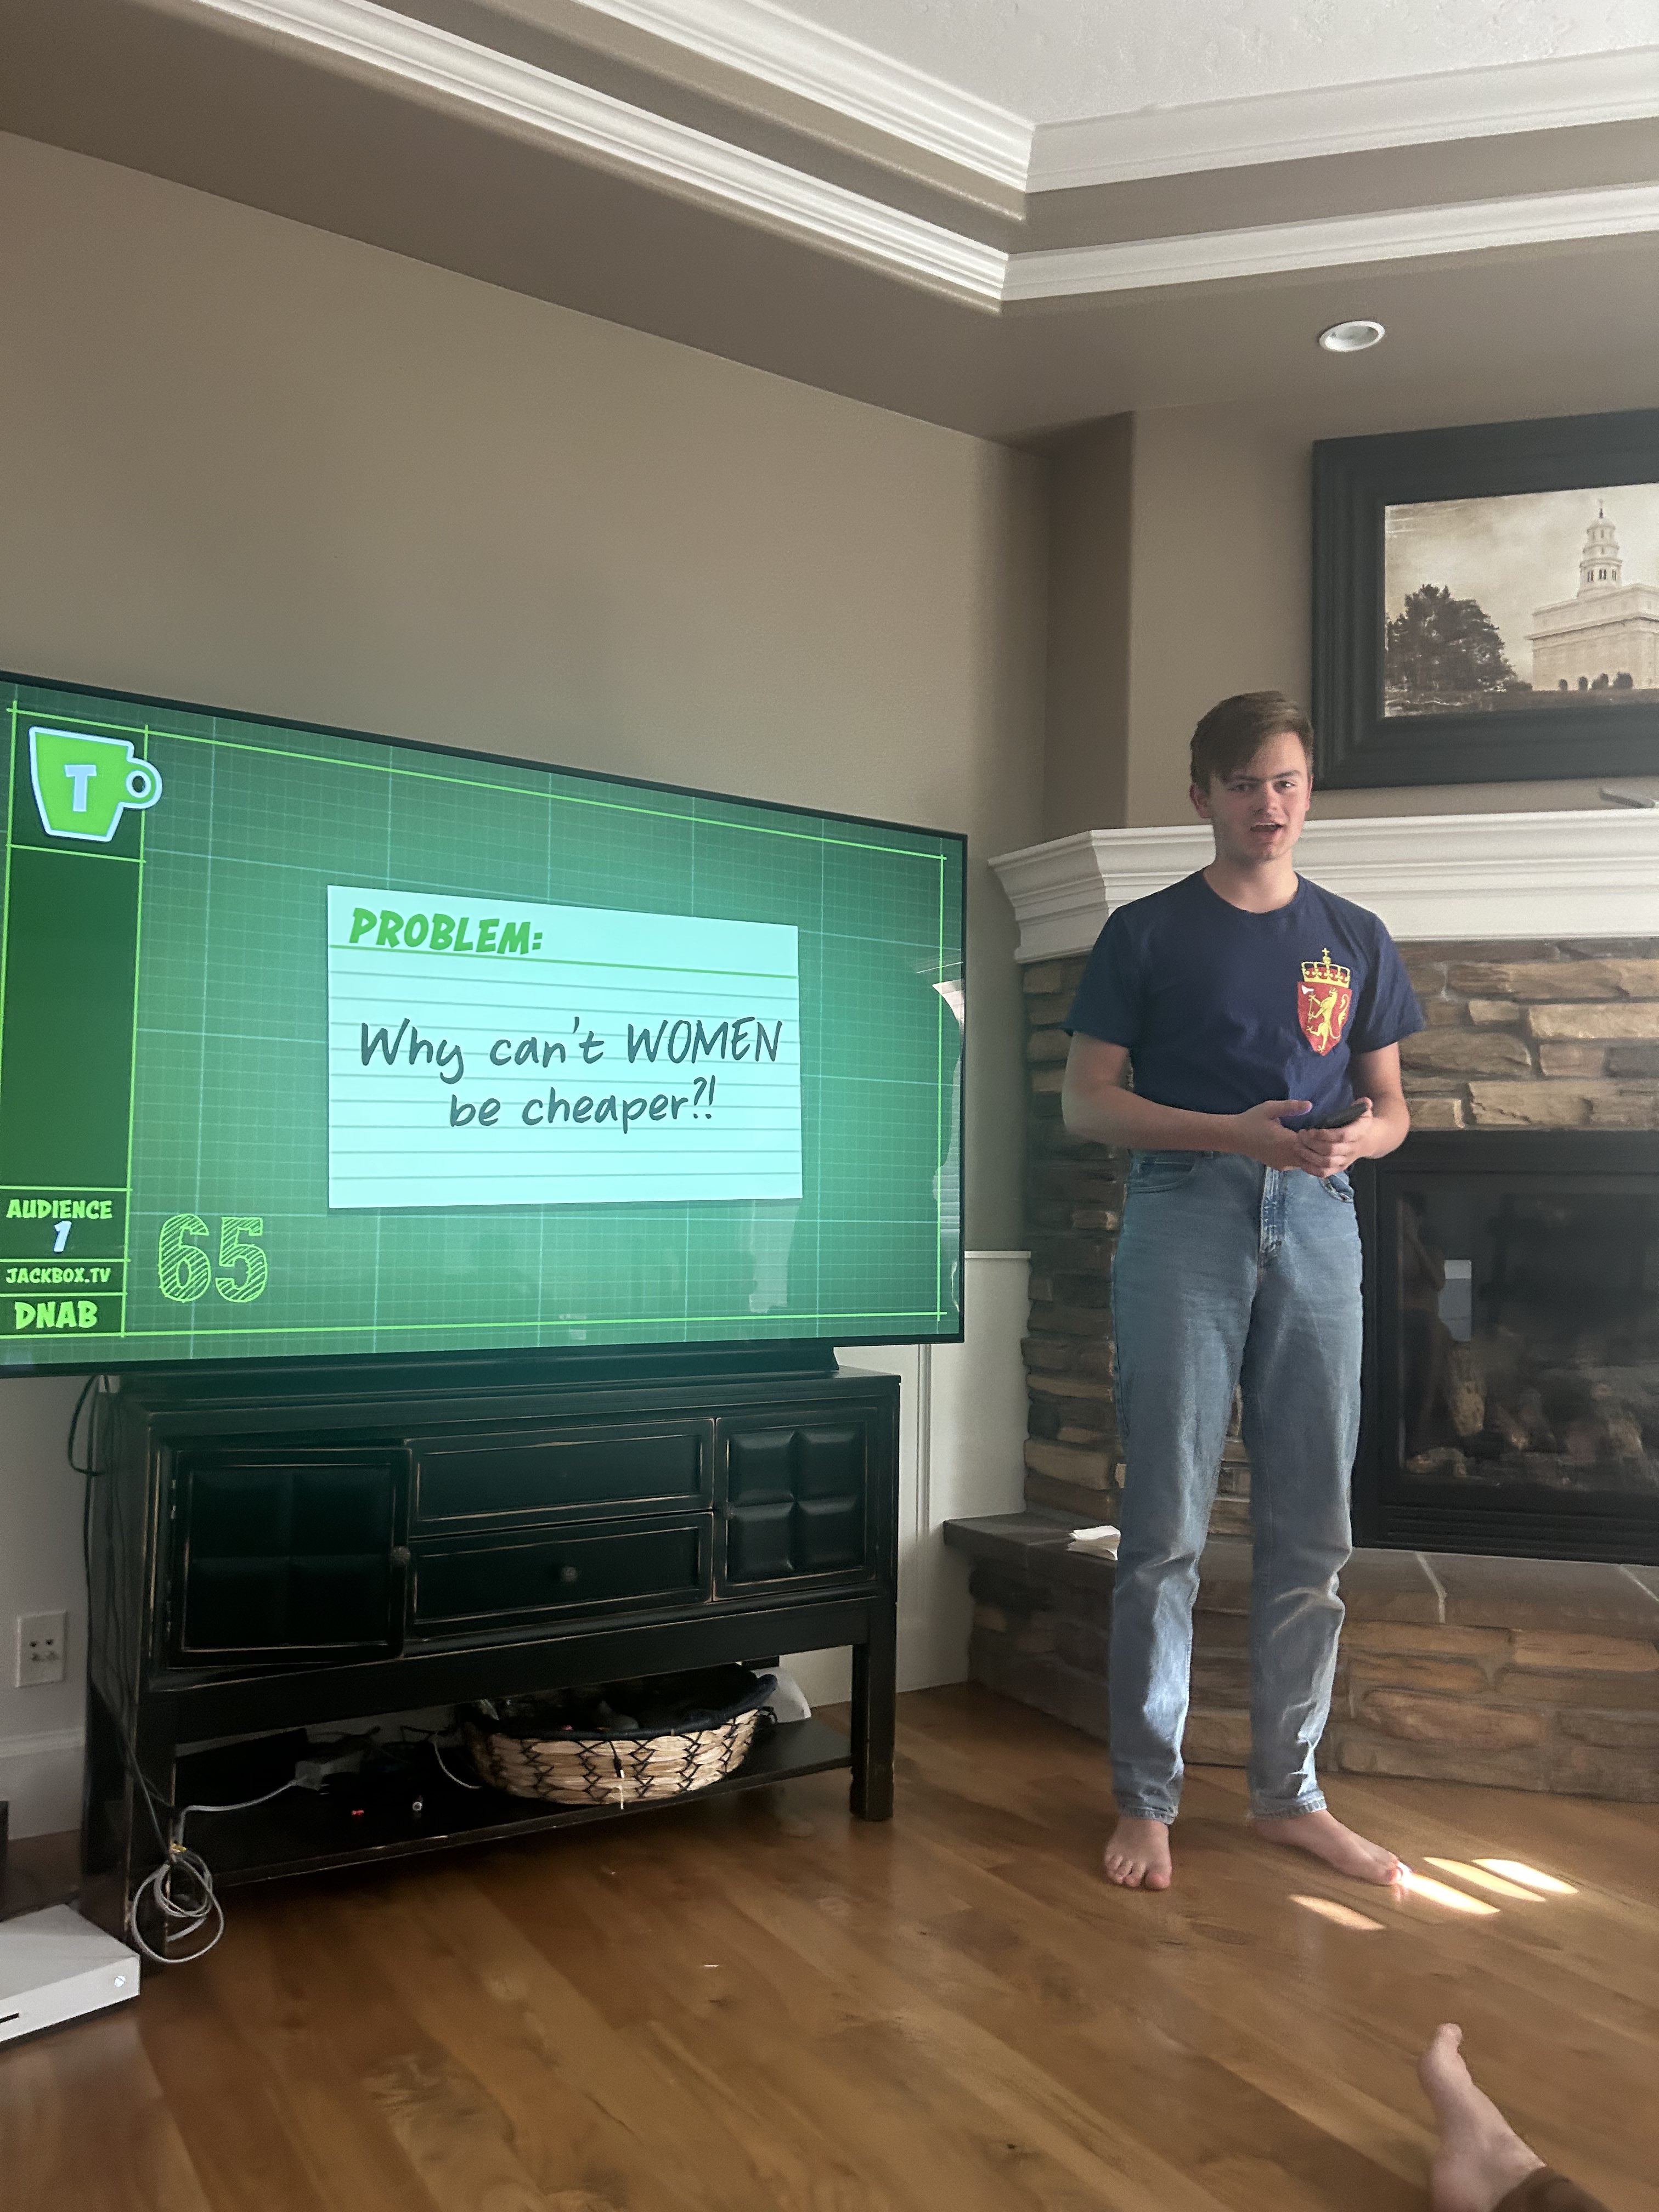 T
PROBLEM:
Why can't WOMEN
be cheaper?!
AUDIENCE
1
JACKBOX.TV
DNAB
65